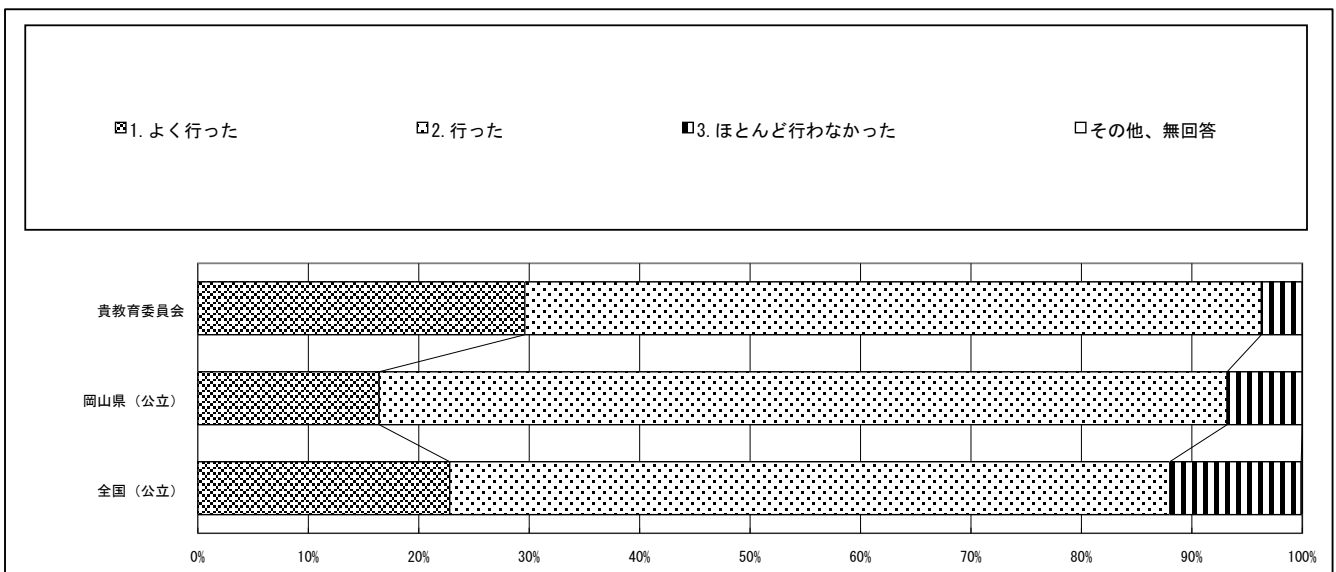 1. よく行った 2. 行った 3. ほとんど行わなかった その他、無回答
貴教育委員会
岡山県（公立）
全国（公立）
0% 10% 20% 30% 40% 50% 60% 70% 80% 90% 100%